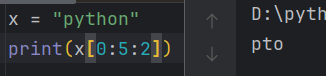 x = "python"
print(x[0:5:2])
D:\pyth
pto